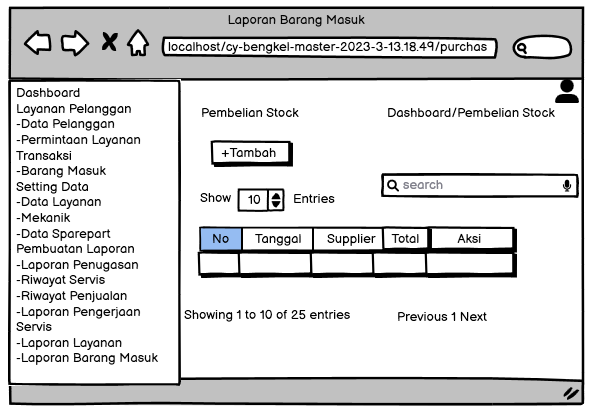 Laporan Barang Masuk
localhost/cy-bengkel-master-2023-3-13.18.49/purchas
Dashboard
Layanan Pelanggan
-Data Pelanggan
-Permintaan Layanan
Transaksi
-Barang Masuk
Setting Data
-Data Layanan
-Mekanik
-Data Sparepart
Pembuatan Laporan
-Laporan Penugasan
-Riwayat Servis
-Riwayat Penjualan
-Laporan Pengerjaan
Servis
-Laporan Layanan
-Laporan Barang Masuk
Pembelian Stock
Dashboard/Pembelian Stock
+Tambah
search
Show 10 Entries
No Tanggal Supplier Total Aksi
Showing 1 to 10 of 25 entries
Previous 1 Next